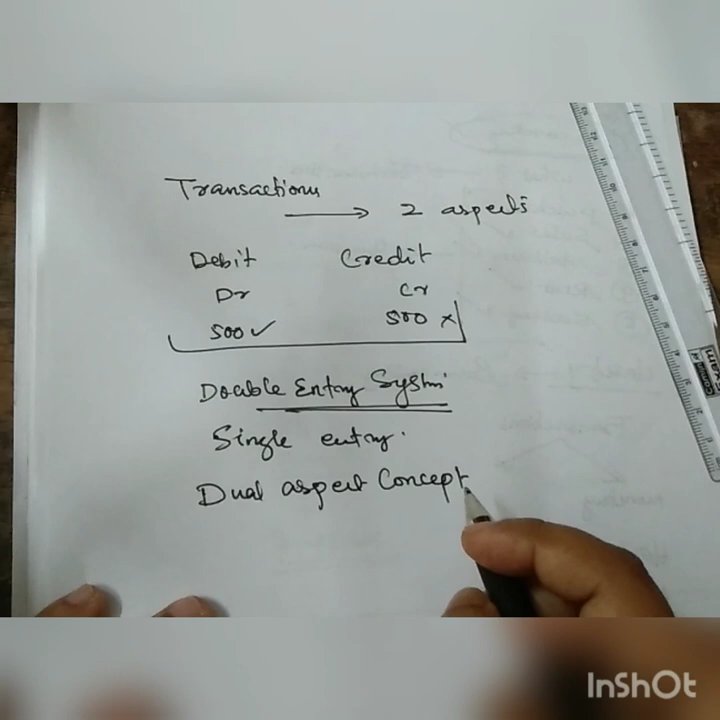 Transactions
→ 2 aspects
Debit Credit
Dr Cr
500 ✓ 500 ×
Double Entry System
Single entry.
Dual aspect Concept
InShOt